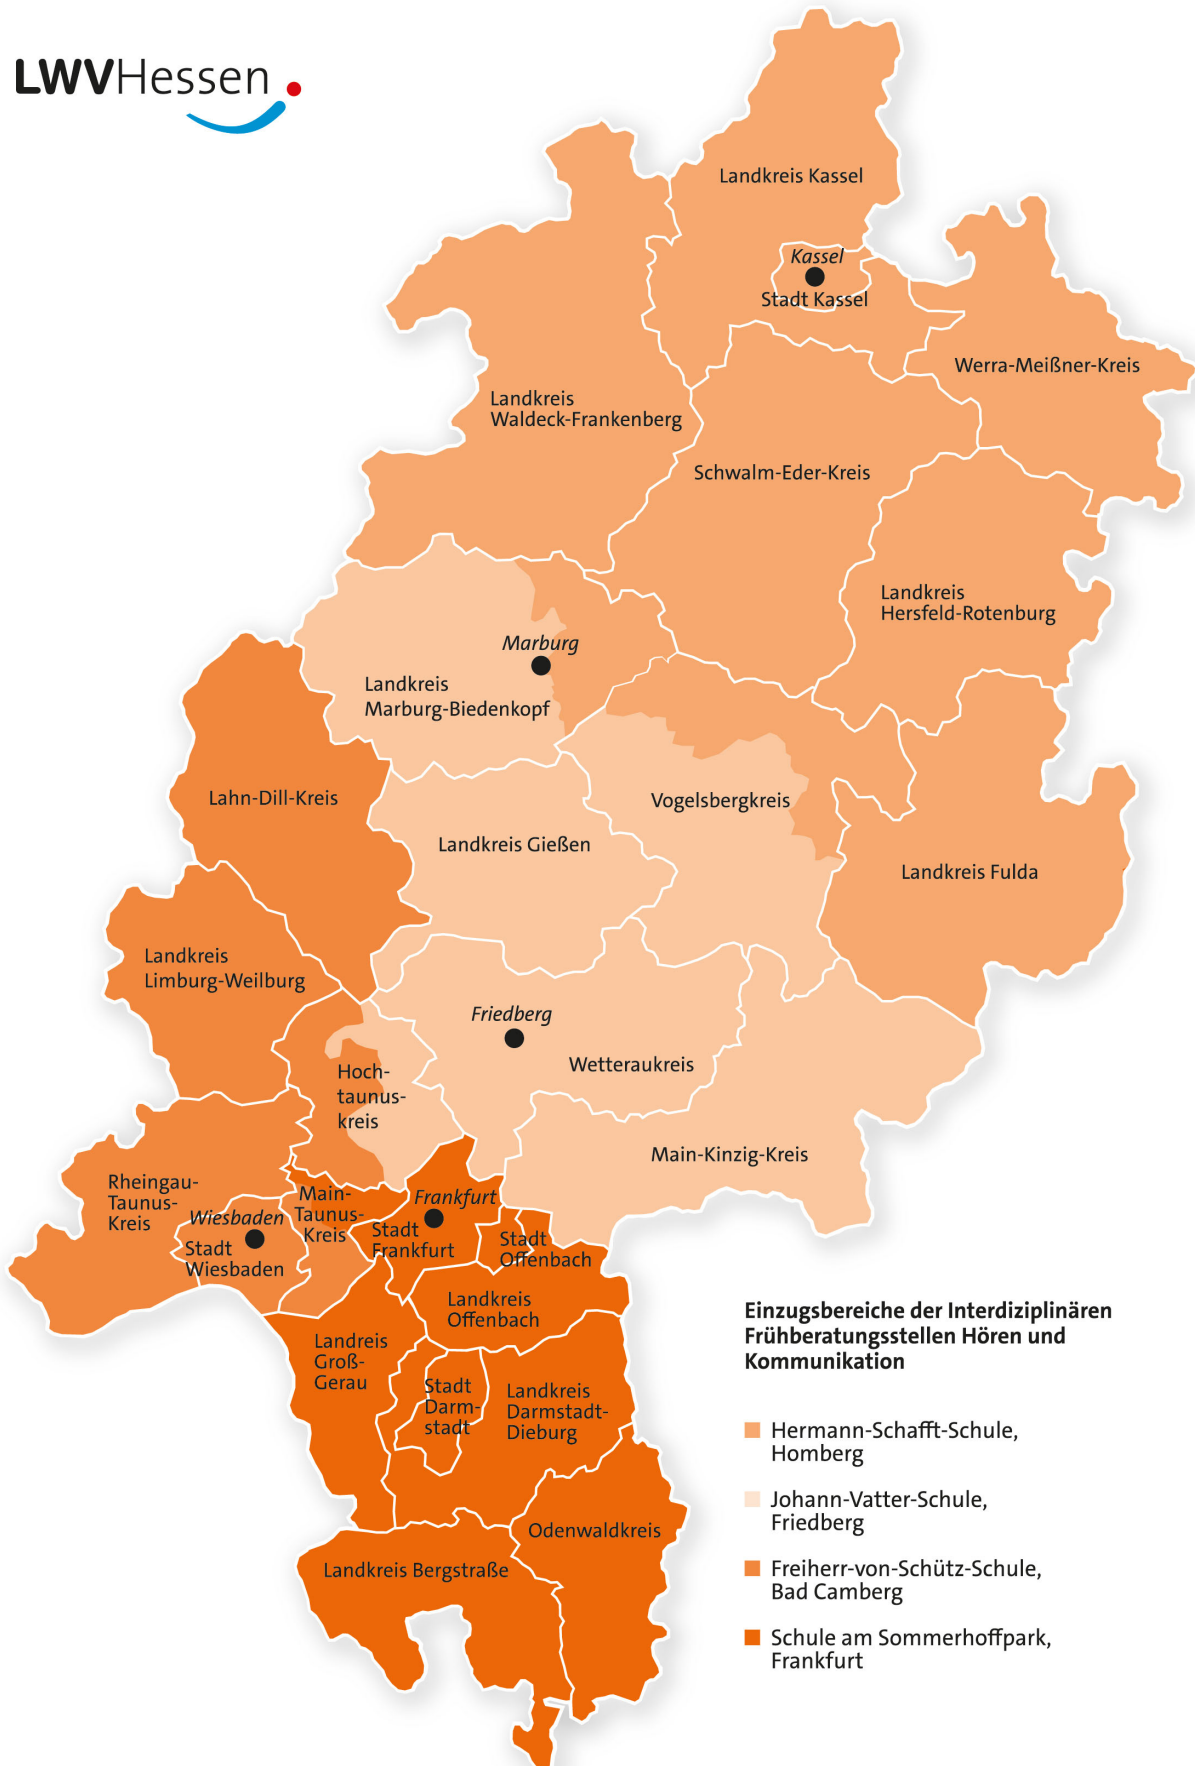 LWVHessen
Landkreis Kassel
Kassel
Stadt Kassel
Werra-Meißner-Kreis
Landkreis
Waldeck-Frankenberg
Schwalm-Eder-Kreis
Landkreis
Hersfeld-Rotenburg
Marburg
Landkreis
Marburg-Biedenkopf
Lahn-Dill-Kreis
Vogelsbergkreis
Landkreis Gießen
Landkreis Fulda
Landkreis
Limburg-Weilburg
Friedberg
Wetteraukreis
Hoch-
taunus-
kreis
Main-Kinzig-Kreis
Rheingau-
Taunus-
Kreis
Wiesbaden
Stadt
Wiesbaden
Main-
Taunus-
Kreis
Frankfurt
Stadt
Frankfurt
Stadt
Offenbach
Landkreis
Offenbach
Landreis
Groß-
Gerau
Stadt
Darm-
stadt
Landkreis
Darmstadt-
Dieburg
Odenwaldkreis
Landkreis Bergstraße
Einzugsbereiche der Interdiziplinären
Frühberatungsstellen Hören und
Kommunikation
Hermann-Schafft-Schule,
Homberg
Johann-Vatter-Schule,
Friedberg
Freiherr-von-Schütz-Schule,
Bad Camberg
Schule am Sommerhoffpark,
Frankfurt